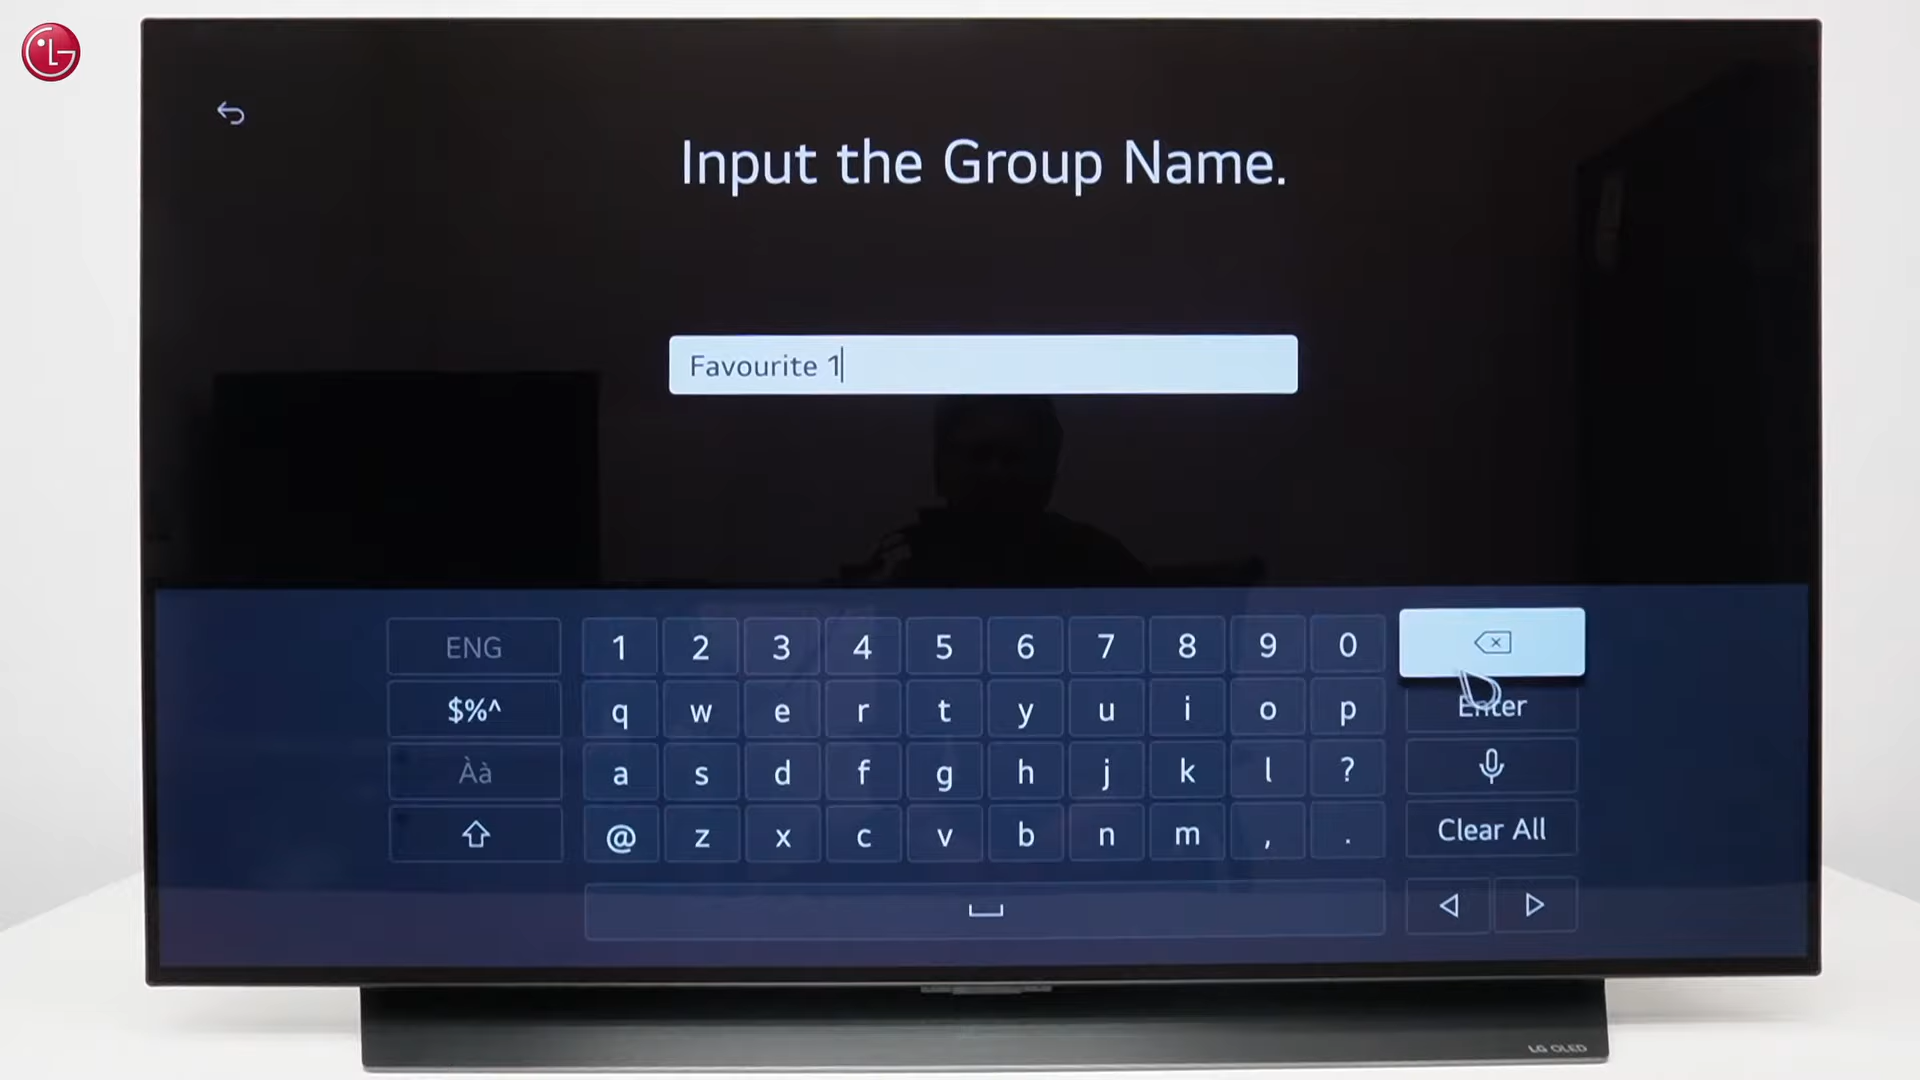 LG
Input the Group Name.
Favourite 1
ENG 1 2 3 4 5 6 7 8 9 0
$%^ q w e r t y u i o p Enter
Àà a s d f g h j k l ?
@ z x c v b n m , . Clear All
LG OLED